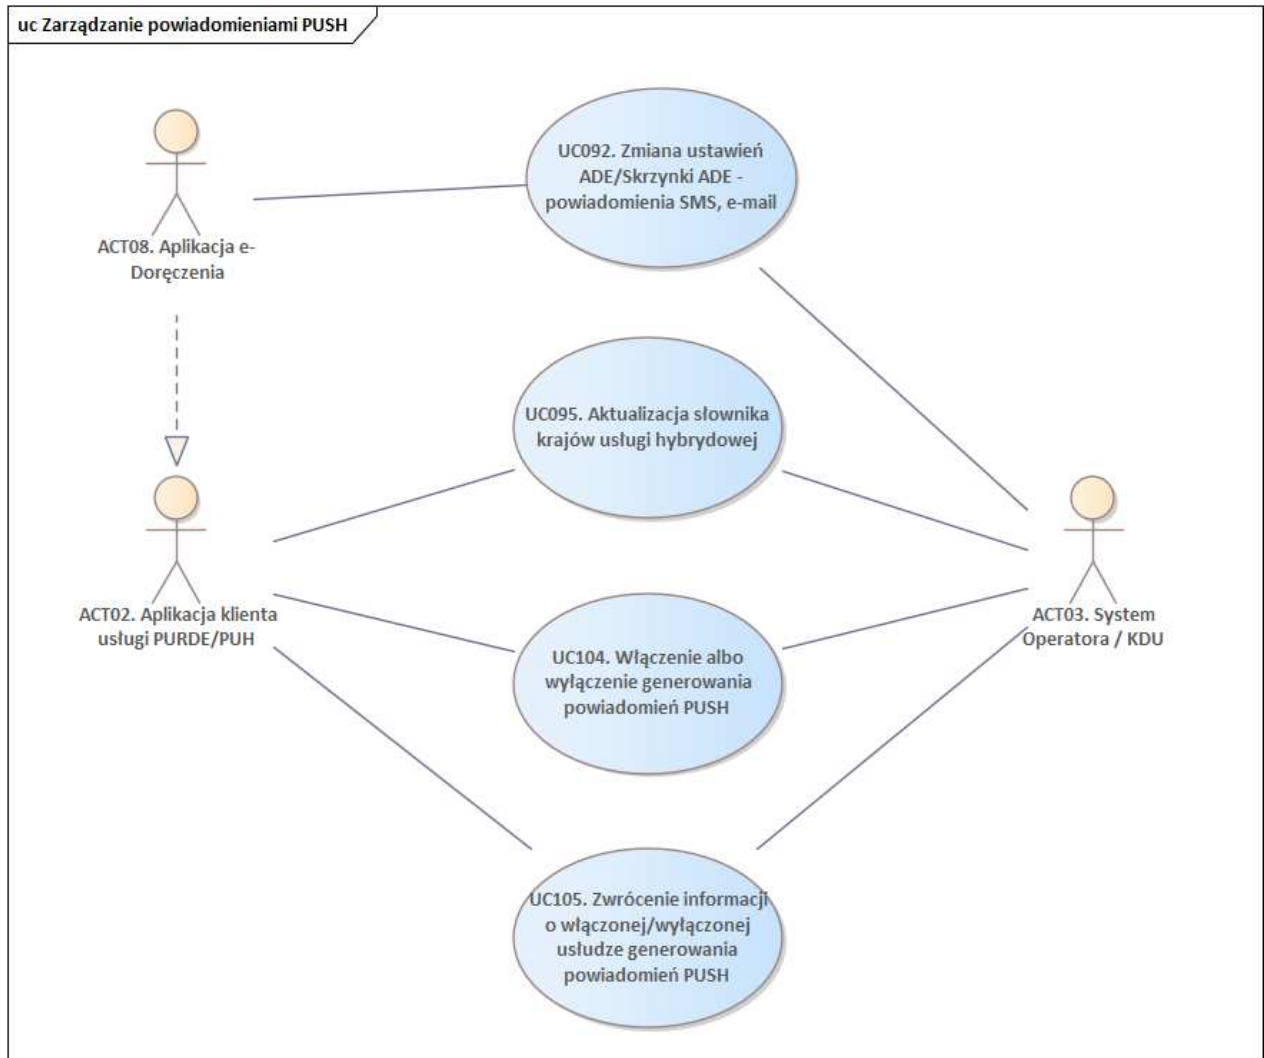 uc Zarządzanie powiadomieniami PUSH
UC092. Zmiana ustawień
ADE/Skrzynki ADE -
powiadomienia SMS, e-mail
ACT08. Aplikacja e-
Doręczenia
UC095. Aktualizacja słownika
krajów usługi hybrydowej
ACT02. Aplikacja klienta
usługi PURDE/PUH
ACT03. System
Operatora / KDU
UC104. Włączenie albo
wyłączenie generowania
powiadomień PUSH
UC105. Zwrócenie informacji
o włączonej/wyłączonej
usłudze generowania
powiadomień PUSH